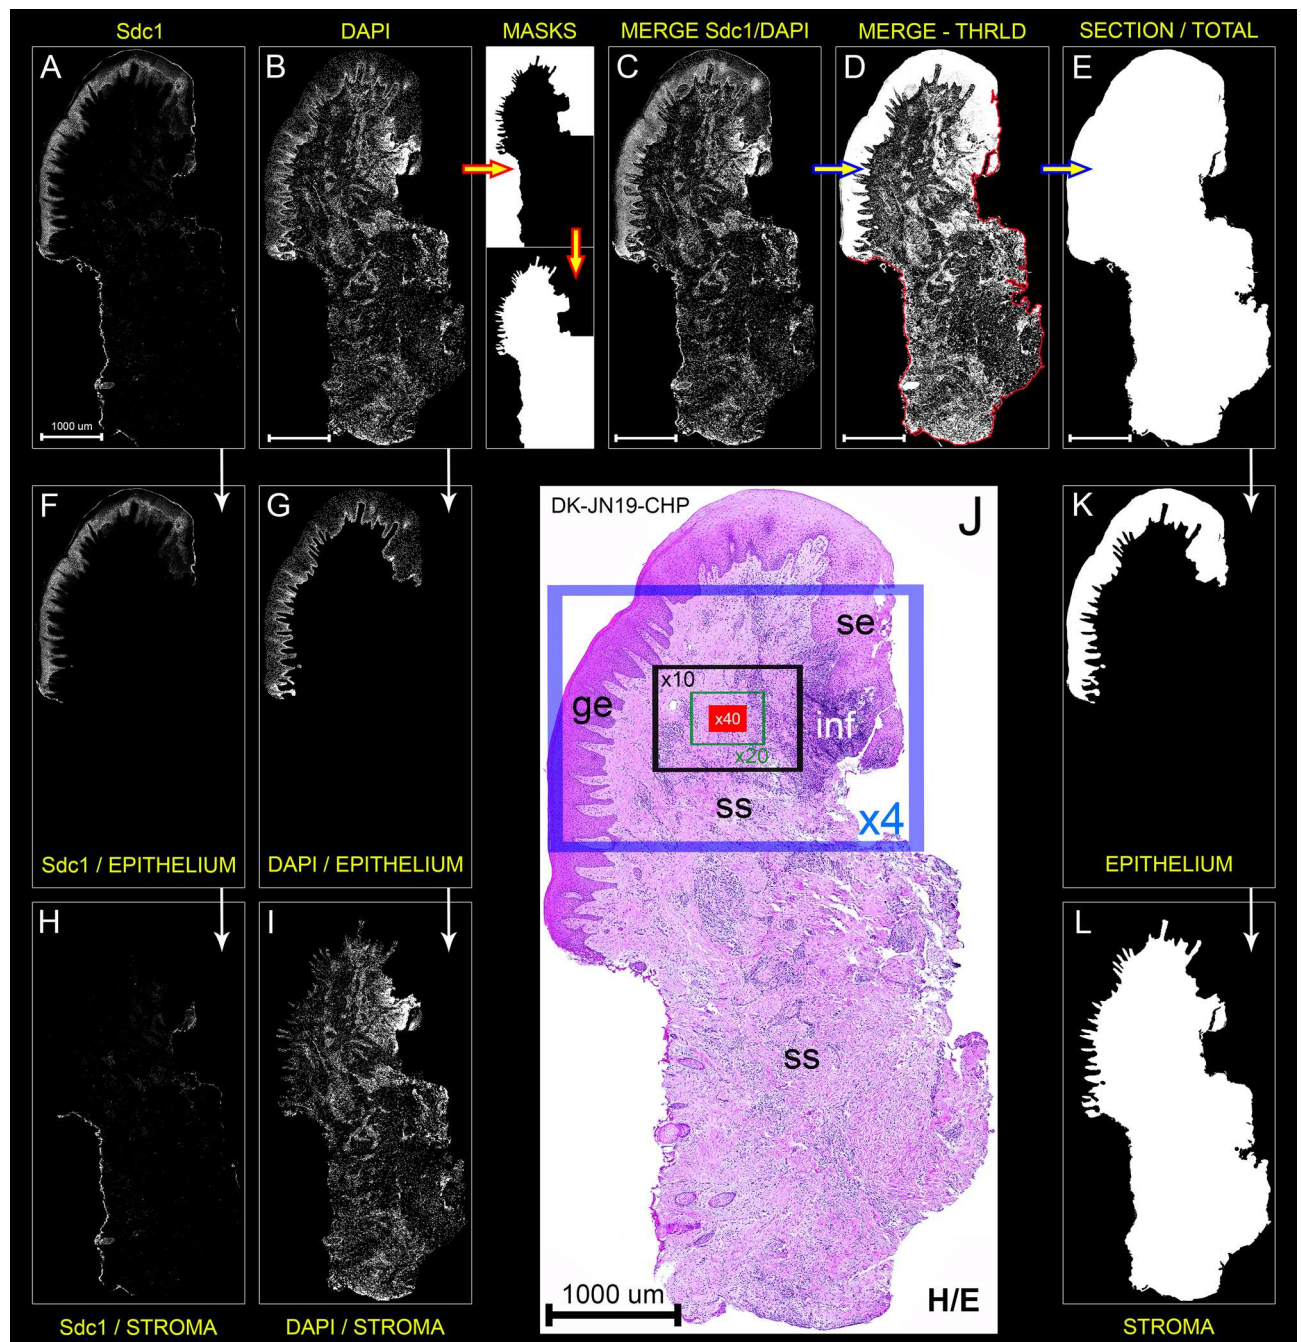 Sdc1
DAPI
MASKS
MERGE Sdc1/DAPI
MERGE - THRLD
SECTION / TOTAL
A
B
C
D
E
1000 um
F
G
DK-JN19-CHP
J
K
se
x10
ge
x40
inf
x20
ss
x4
Sdc1 / EPITHELIUM
DAPI / EPITHELIUM
EPITHELIUM
H
I
L
ss
1000 um
H/E
Sdc1 / STROMA
DAPI / STROMA
STROMA